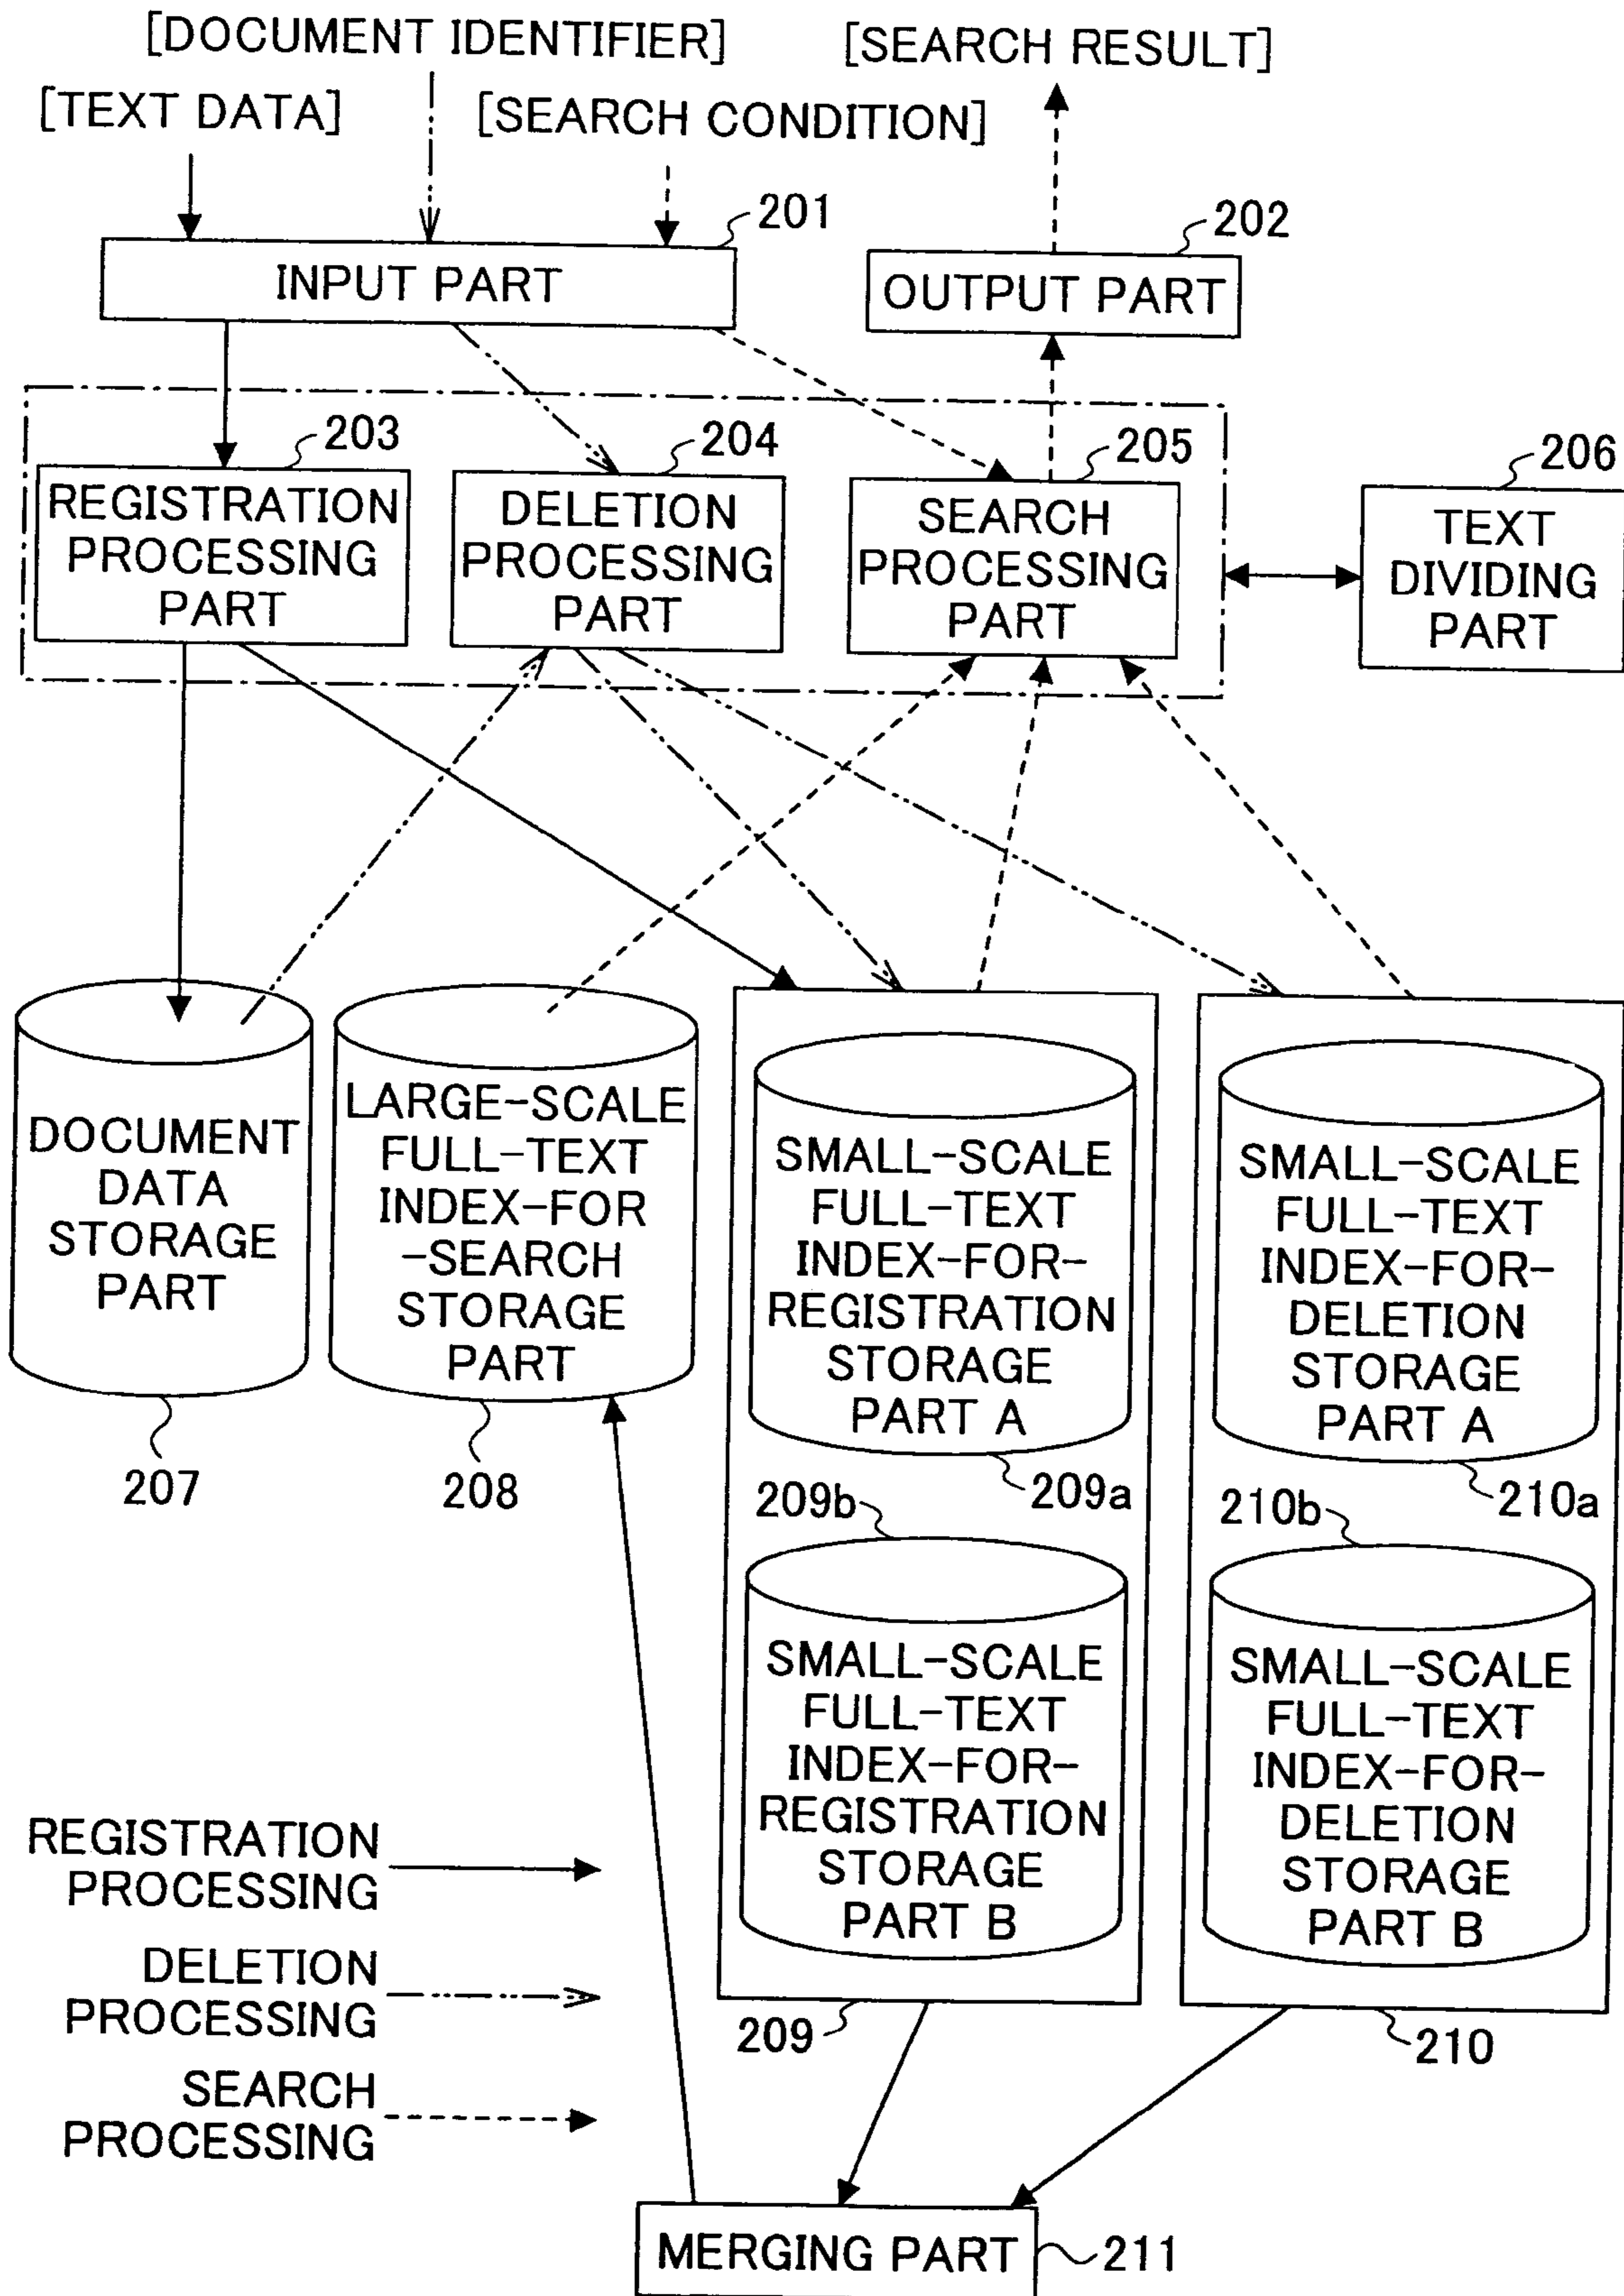 [DOCUMENT IDENTIFIER]
[SEARCH RESULT]
[TEXT DATA]
[SEARCH CONDITION]
201
202
INPUT PART
OUTPUT PART
203
204
205
206
REGISTRATION
PROCESSING
PART
DELETION
PROCESSING
PART
SEARCH
PROCESSING
PART
TEXT
DIVIDING
PART
DOCUMENT
DATA
STORAGE
PART
LARGE-SCALE
FULL-TEXT
INDEX-FOR
-SEARCH
STORAGE
PART
SMALL-SCALE
FULL-TEXT
INDEX-FOR-
REGISTRATION
STORAGE
PART A
SMALL-SCALE
FULL-TEXT
INDEX-FOR-
DELETION
STORAGE
PART A
207
208
209a
210a
209b
210b
SMALL-SCALE
FULL-TEXT
INDEX-FOR-
REGISTRATION
STORAGE
PART B
SMALL-SCALE
FULL-TEXT
INDEX-FOR-
DELETION
STORAGE
PART B
REGISTRATION
PROCESSING
DELETION
PROCESSING
SEARCH
PROCESSING
209
210
MERGING PART
211